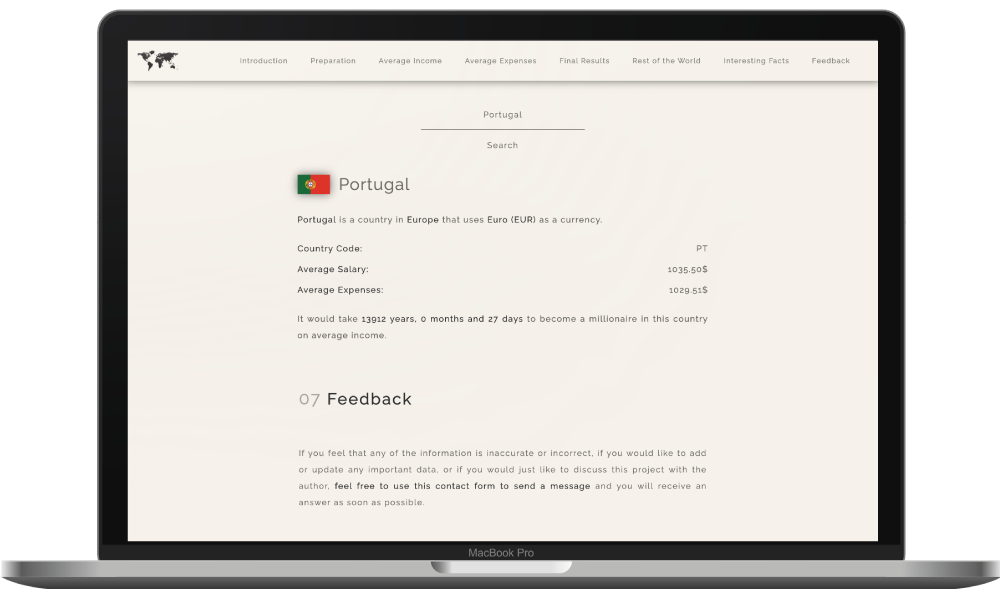 Introduction Preparation Average Income Average Expenses Final Results Rest of the World Interesting Facts Feedback
Portugal
Search
Portugal
Portugal is a country in Europe that uses Euro (EUR) as a currency.
Country Code: PT
Average Salary: 1035.50$
Average Expenses: 1029.51$
It would take 13912 years, 0 months and 27 days to become a millionaire in this country
on average income.
07 Feedback
If you feel that any of the information is inaccurate or incorrect, if you would like to add
or update any important data, or if you would just like to discuss this project with the
author, feel free to use this contact form to send a message and you will receive an
answer as soon as possible.
MacBook Pro